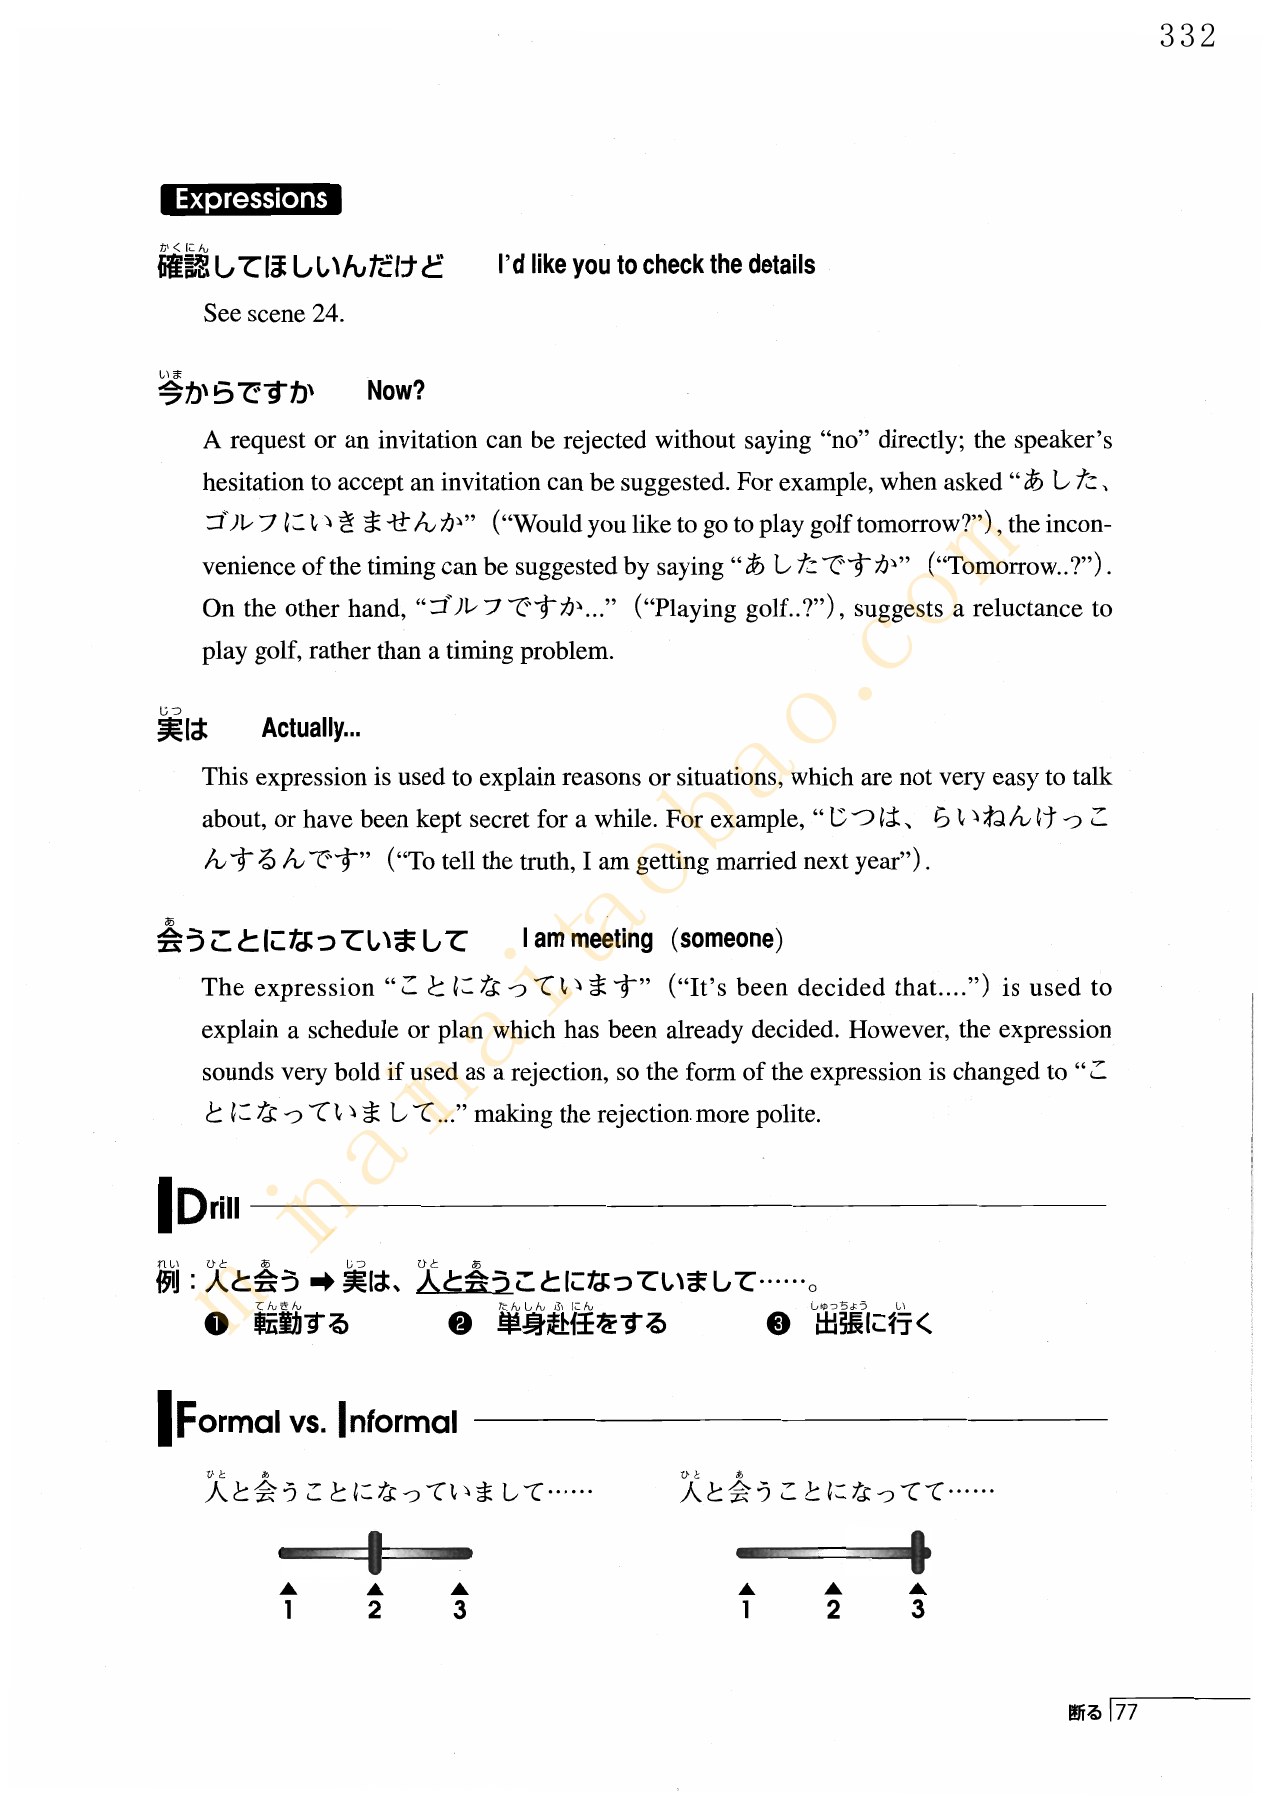 332
Expressions
かくにん
確認してほしいんだけど I'd like you to check the details
See scene 24.
いま
今からですか Now?
A request or an invitation can be rejected without saying “no” directly; the speaker's
hesitation to accept an invitation can be suggested. For example, when asked “あした、
ゴルフにいきませんか” (“Would you like to go to play golf tomorrow?”), the incon-
venience of the timing can be suggested by saying “あしたですか” (“Tomorrow..?”).
On the other hand, “ゴルフですか...” (“Playing golf..?”), suggests a reluctance to
play golf, rather than a timing problem.
じつ
実は Actually...
This expression is used to explain reasons or situations, which are not very easy to talk
about, or have been kept secret for a while. For example, “じつは、らいねんけっこ
んするんです” (“To tell the truth, I am getting married next year”).
あ
会うことになっていまして I am meeting (someone)
The expression “ことになっています” (“It's been decided that....”) is used to
explain a schedule or plan which has been already decided. However, the expression
sounds very bold if used as a rejection, so the form of the expression is changed to “こ
とになっていまして...” making the rejection more polite.
Drill
れい ひと あ じつ ひと あ
例：人と会う ➡ 実は、人と会うことになっていまして……。
てんきん たんしん ふ にん しゅっちょう い
❶ 転勤する ❷ 単身赴任をする ❸ 出張に行く
Formal vs. Informal
ひと あ ひと あ
人と会うことになっていまして…… 人と会うことになってて……
▲ ▲ ▲ ▲ ▲ ▲
1 2 3 1 2 3
断る 77